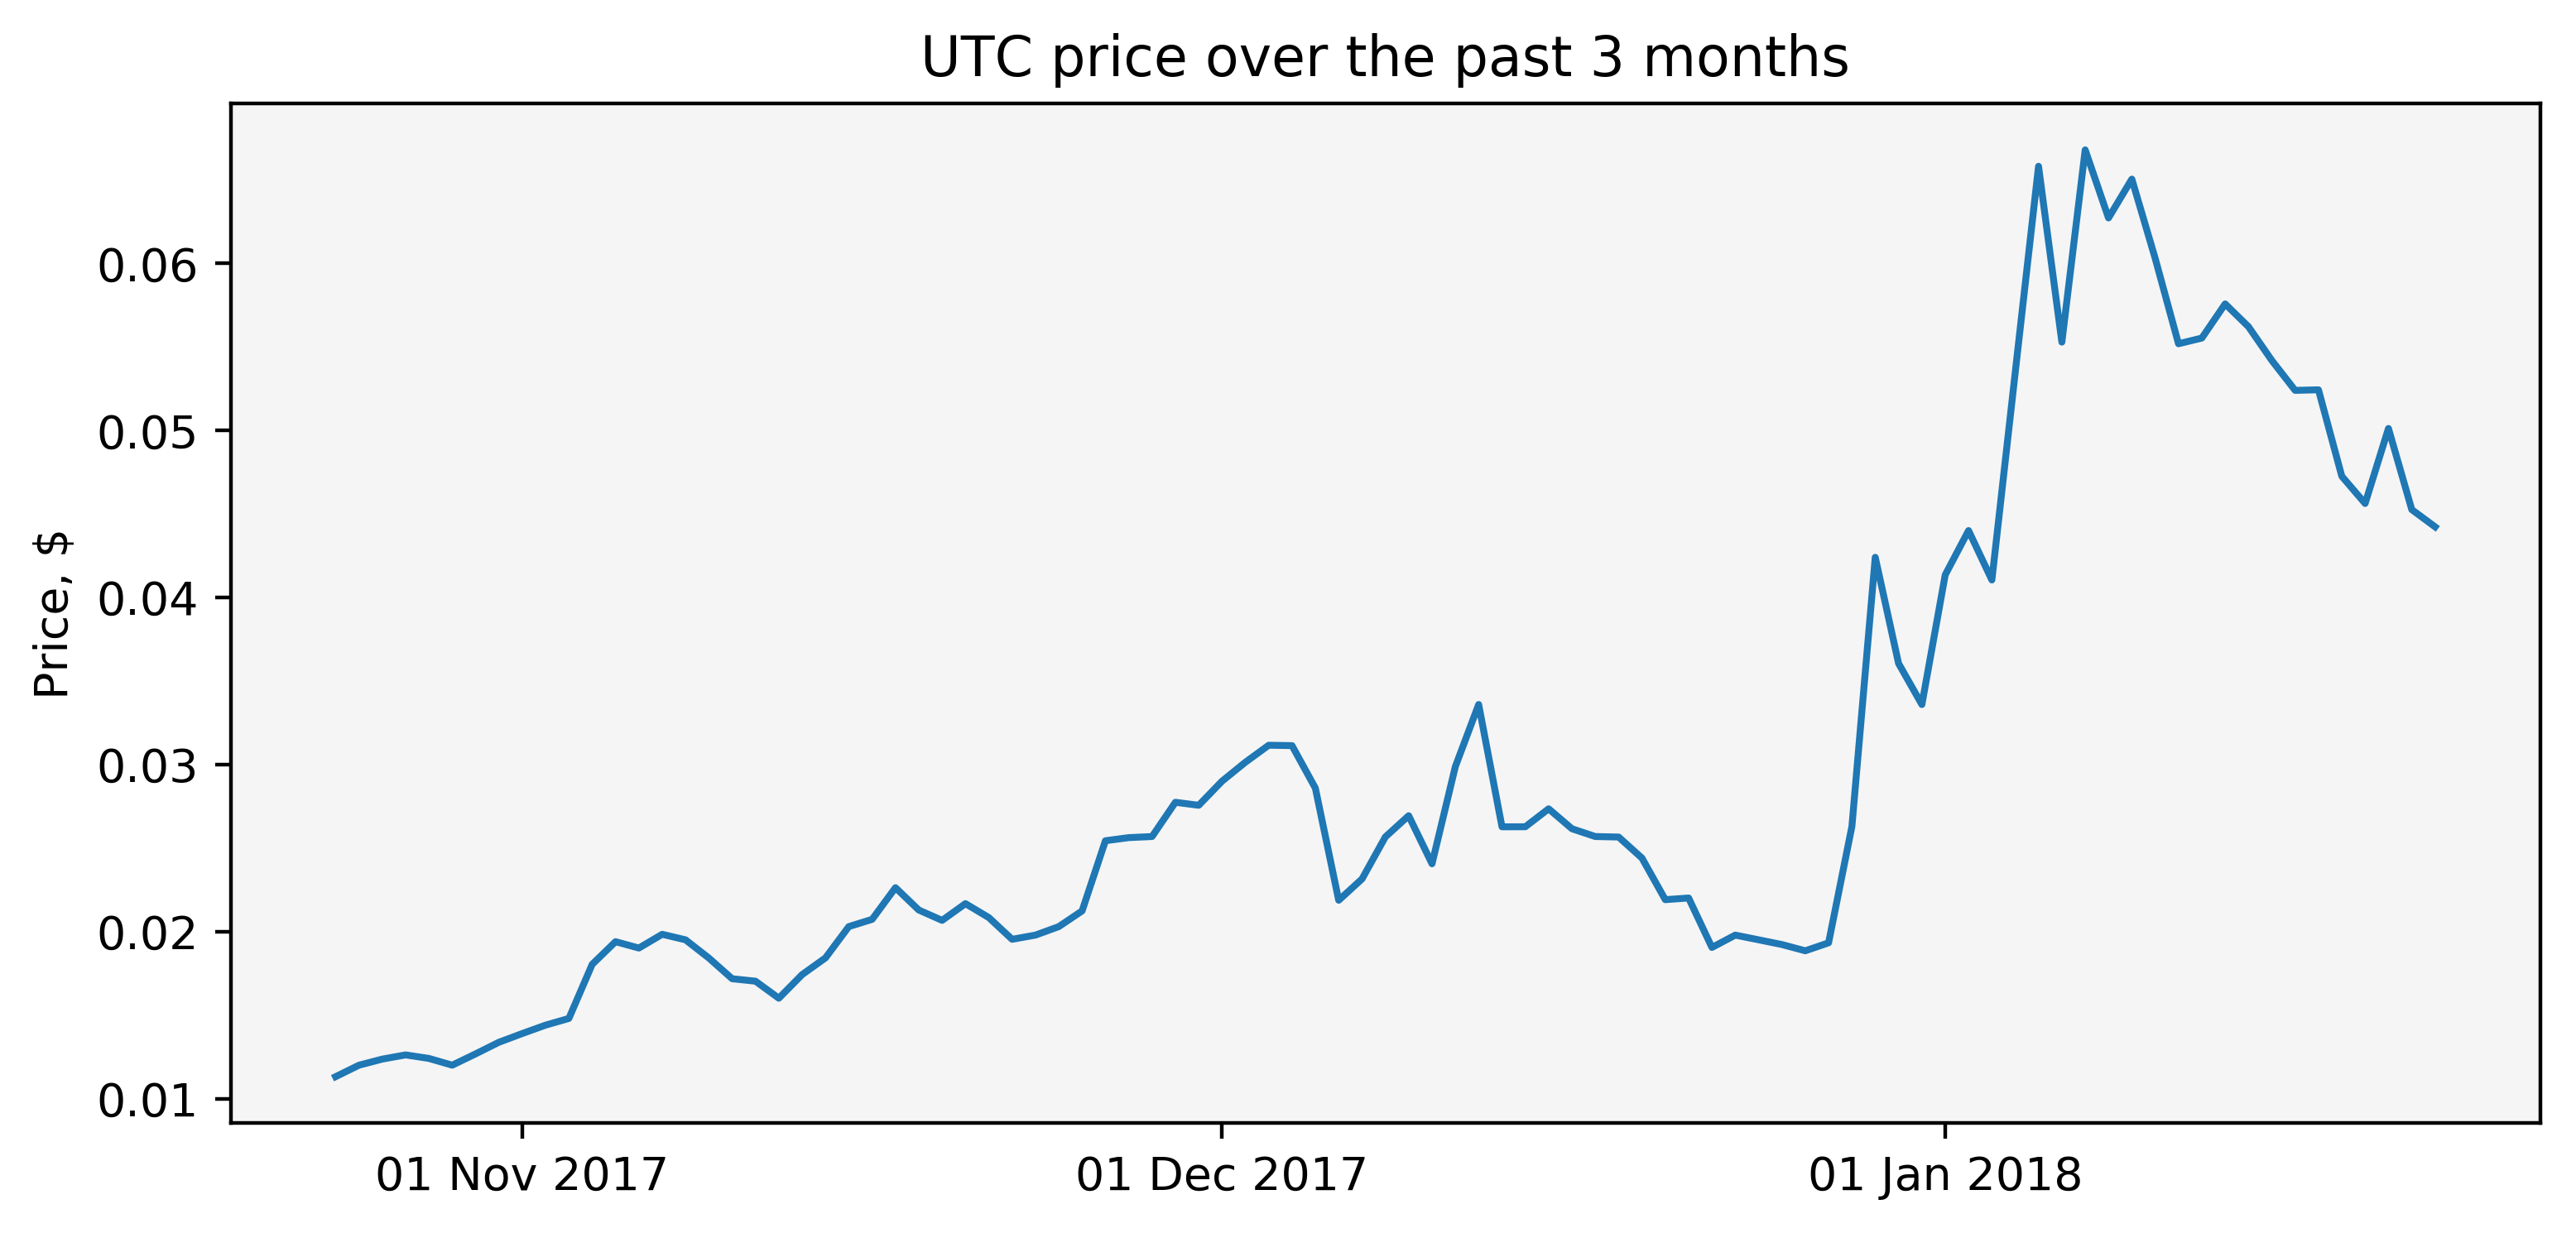 UTC price over the past 3 months
Price, $
0.06
0.05
0.04
0.03
0.02
0.01
01 Nov 2017
01 Dec 2017
01 Jan 2018